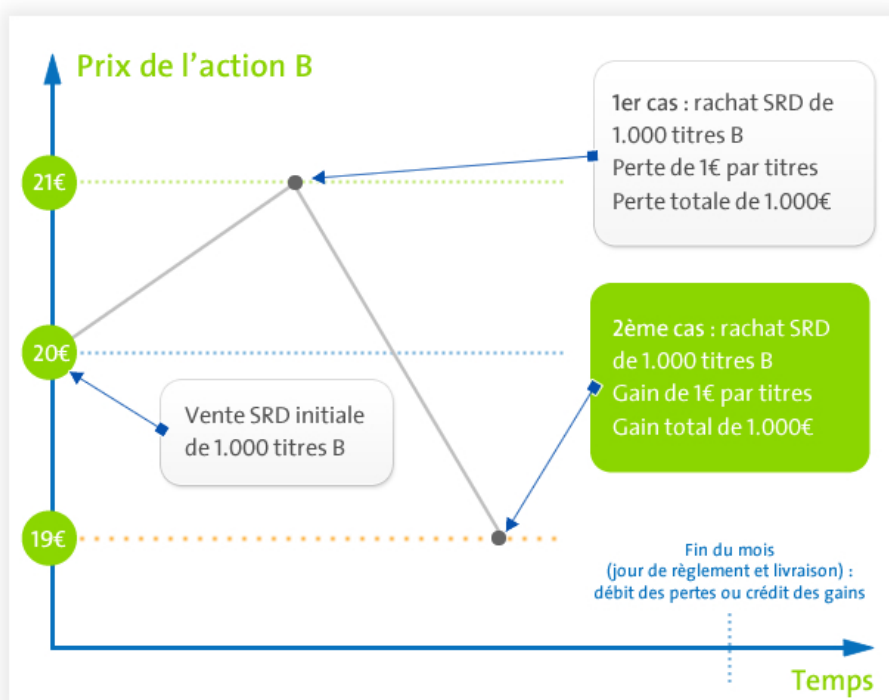 Prix de l'action B
1er cas : rachat SRD de
1.000 titres B
Perte de 1€ par titres
Perte totale de 1.000€
21€
2ème cas : rachat SRD
de 1.000 titres B
Gain de 1€ par titres
Gain total de 1.000€
20€
Vente SRD initiale
de 1.000 titres B
19€
Fin du mois
(jour de règlement et livraison) :
débit des pertes ou crédit des gains
Temps